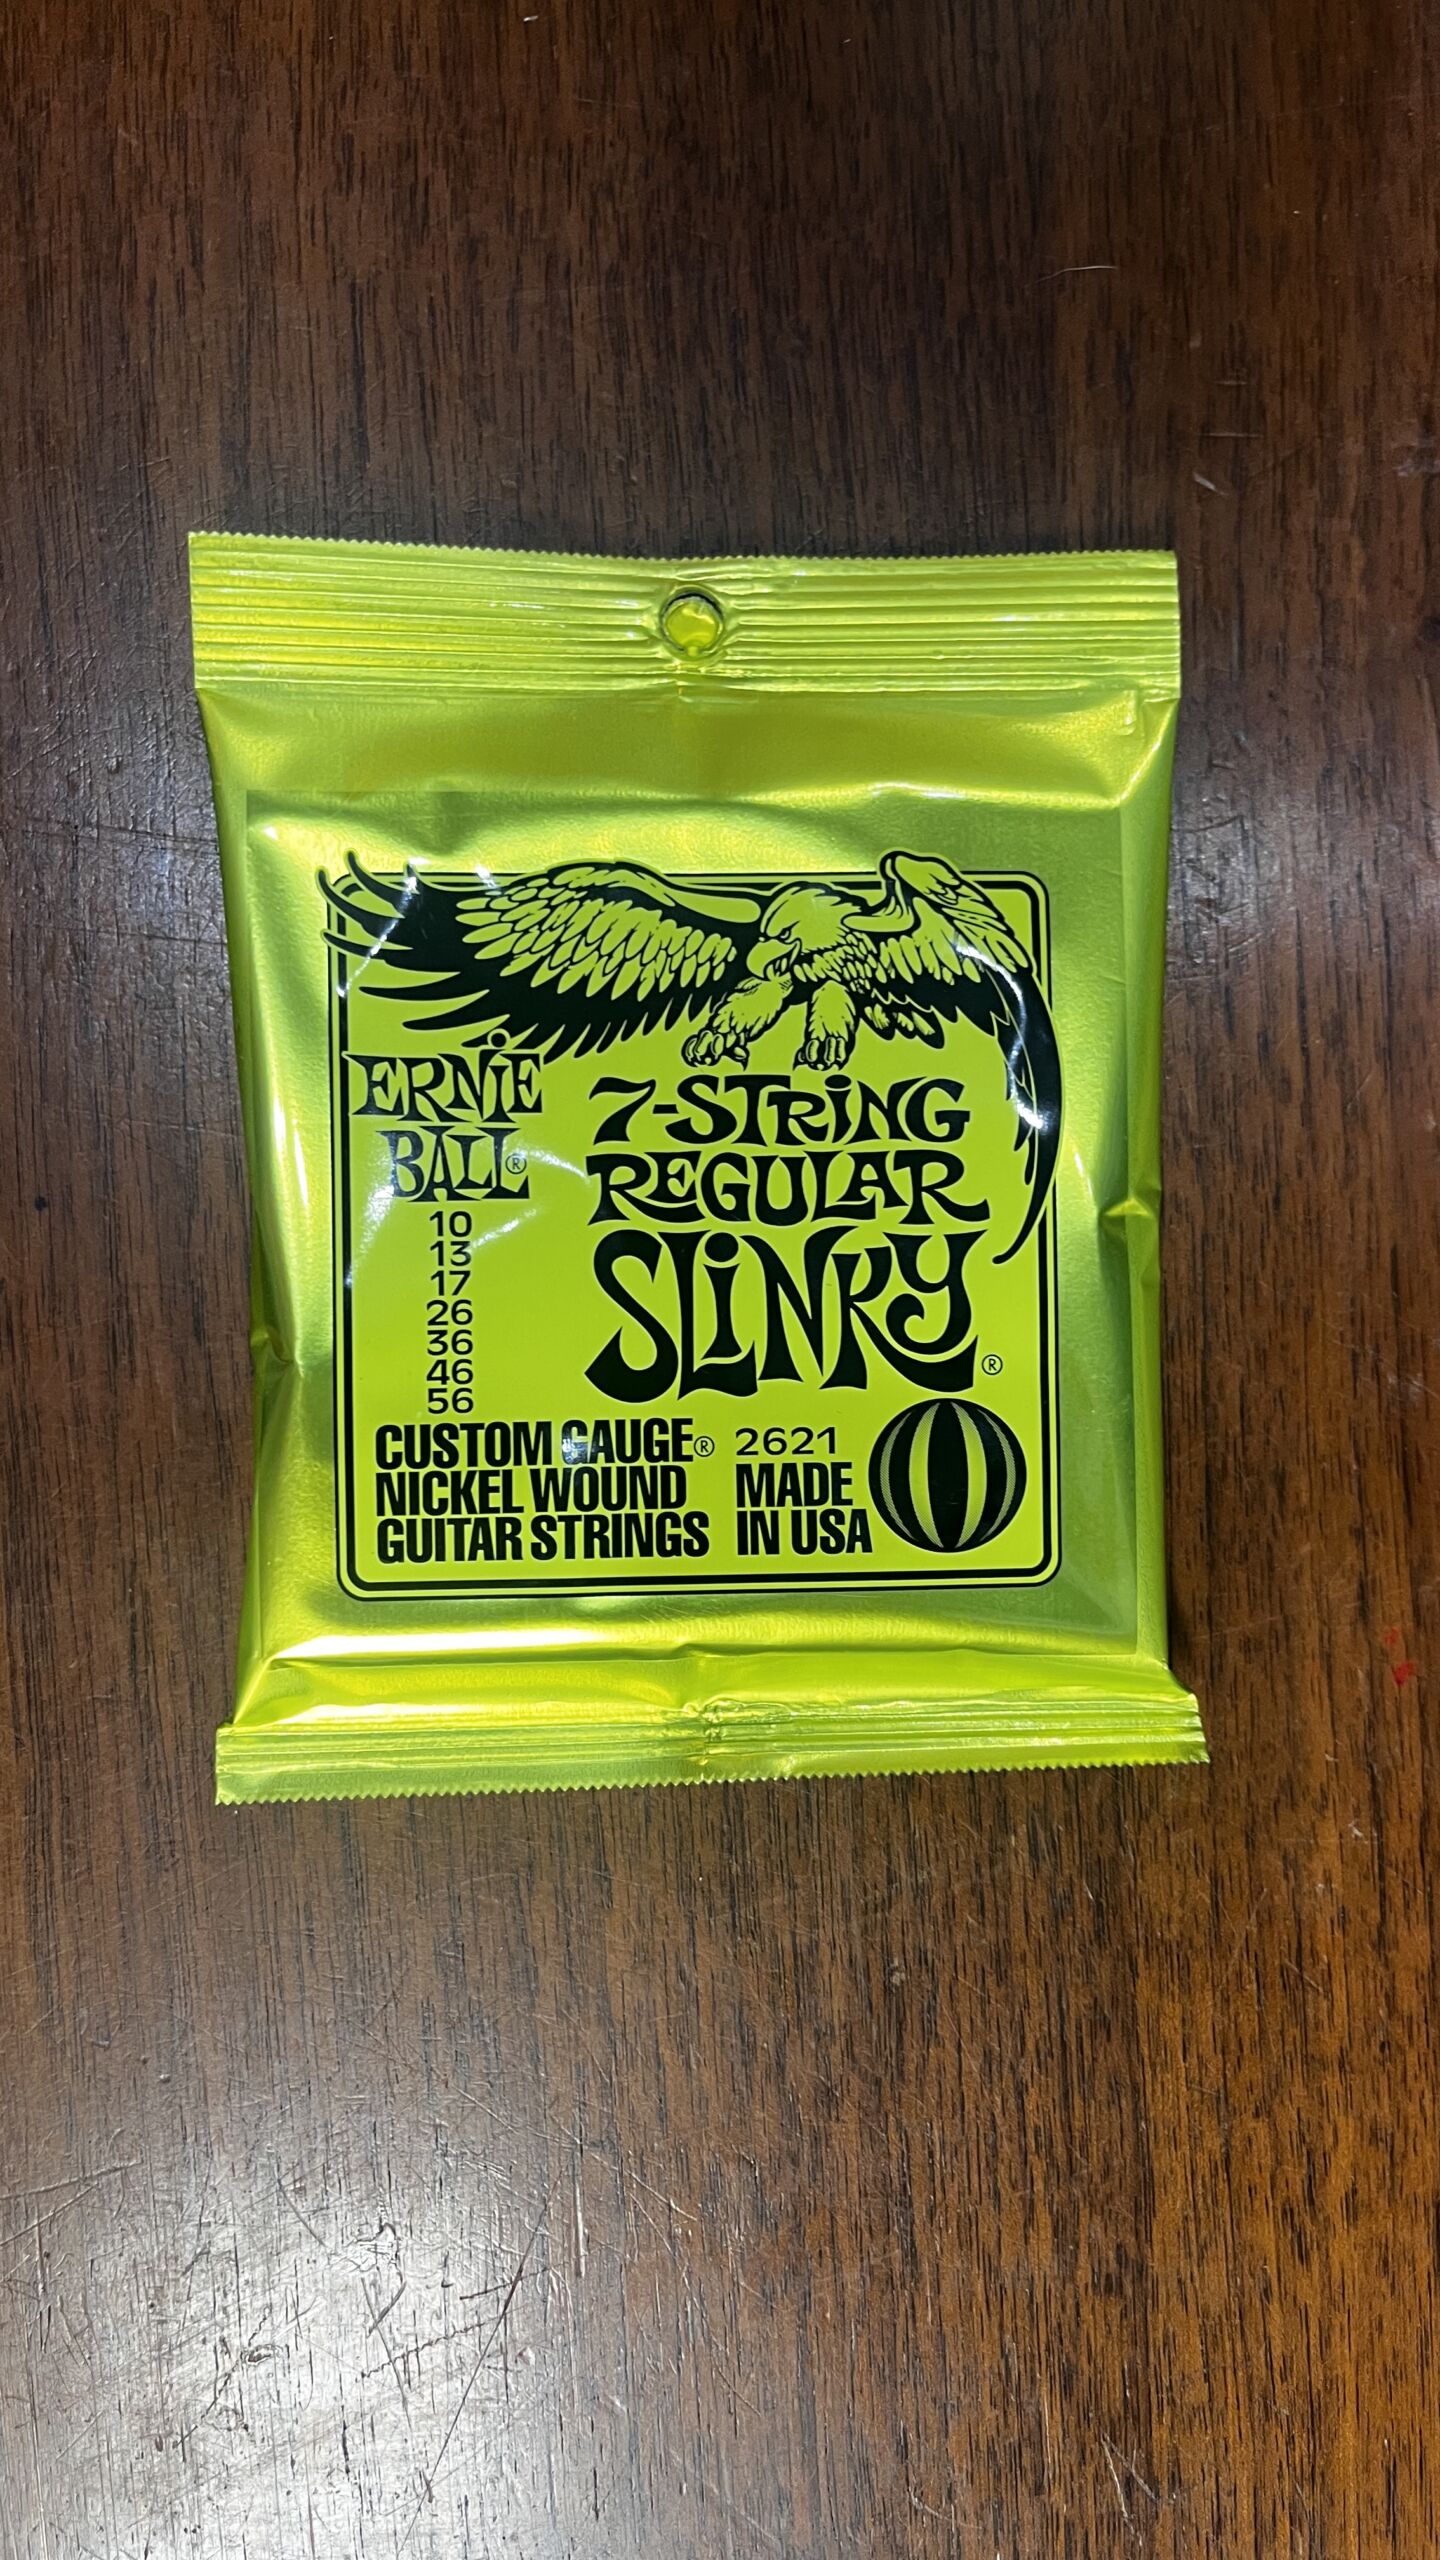 ERNiE
BALL®
10
13
17
26
36
46
56
7-STRiNG
REGULAR
SLiNKY®
CUSTOM GAUGE®
NICKEL WOUND
GUITAR STRINGS
2621
MADE
IN USA